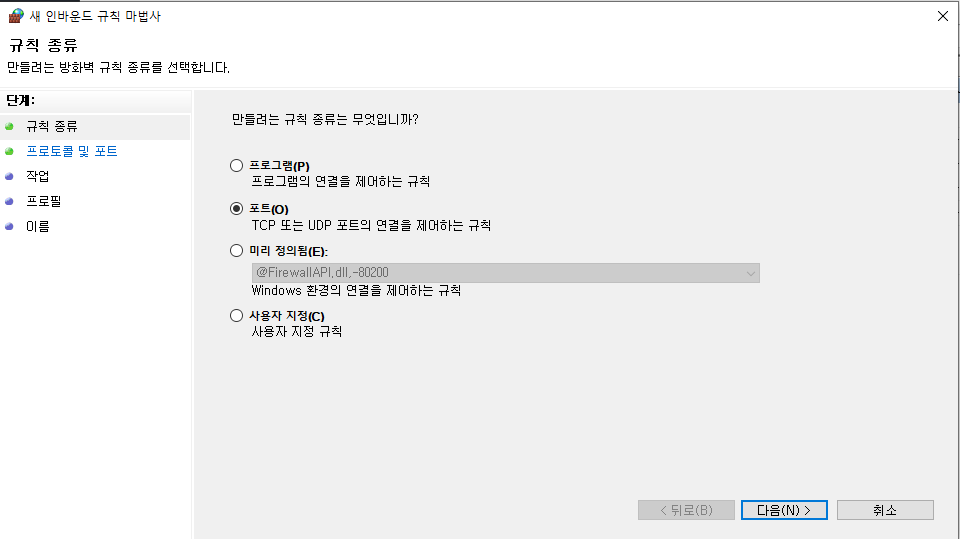 새 인바운드 규칙 마법사
규칙 종류
만들려는 방화벽 규칙 종류를 선택합니다.
단계:
규칙 종류
프로토콜 및 포트
작업
프로필
이름
만들려는 규칙 종류는 무엇입니까?
프로그램(P)
프로그램의 연결을 제어하는 규칙
포트(O)
TCP 또는 UDP 포트의 연결을 제어하는 규칙
미리 정의됨(E):
@FirewallAPI,dll,-80200
Windows 환경의 연결을 제어하는 규칙
사용자 지정(C)
사용자 지정 규칙
< 뒤로(B)
다음(N) >
취소